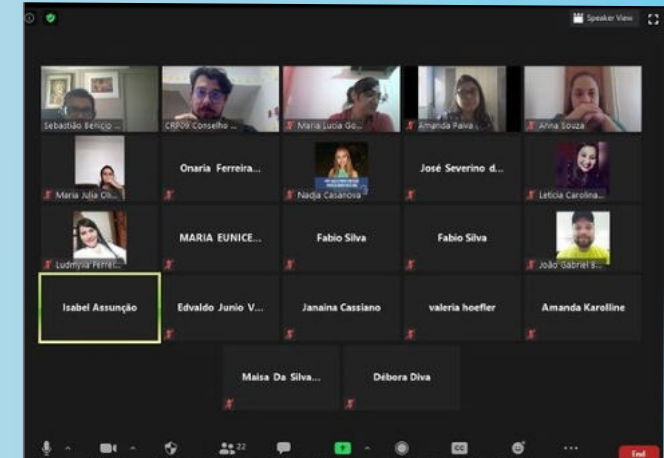 Speaker View
Sebastião Benicio ...
CRP09 Conselho ...
Maria Lucia Go...
Amanda Paiva
Anna Souza
Maria Julia Oli...
Onaria Ferreira...
Nadja Casanova
José Severino d...
Leticia Carolina...
Ludmyla Ferrei...
MARIA EUNICE...
Fabio Silva
Fabio Silva
João Gabriel B...
Isabel Assunção
Edvaldo Junio V...
Janaina Cassiano
valeria hoefler
Amanda Karolline
Maisa Da Silva...
Débora Diva
22
CC
End